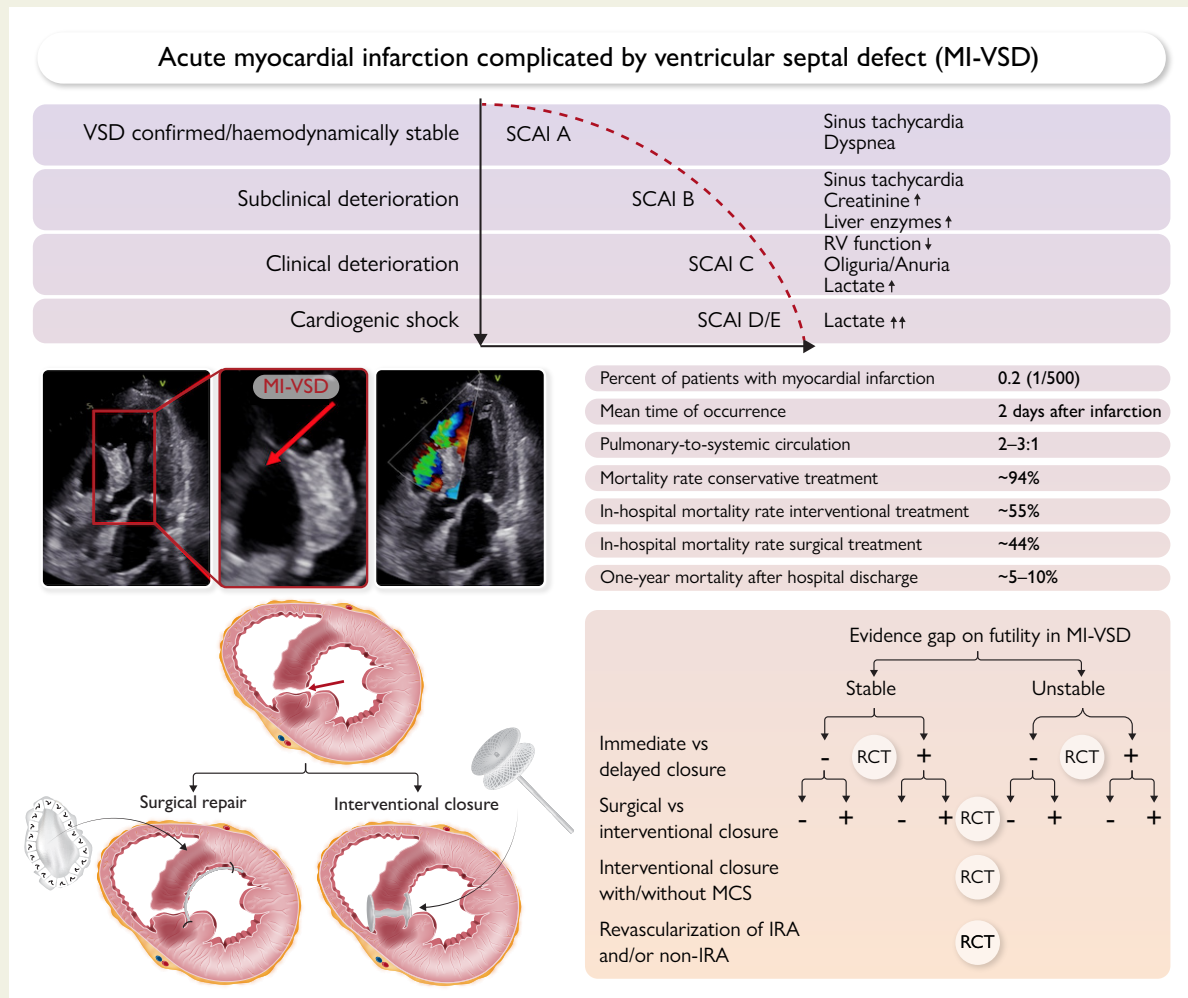 Acute myocardial infarction complicated by ventricular septal defect (MI-VSD)
VSD confirmed/haemodynamically stable
SCAI A
Sinus tachycardia
Dyspnea
Subclinical deterioration
SCAI B
Sinus tachycardia
Creatinine ↑
Liver enzymes ↑
Clinical deterioration
SCAI C
RV function ↓
Oliguria/Anuria
Lactate ↑
Cardiogenic shock
SCAI D/E
Lactate ↑↑
V
S
MI-VSD
V
Percent of patients with myocardial infarction 0.2 (1/500)
Mean time of occurrence 2 days after infarction
Pulmonary-to-systemic circulation 2–3:1
Mortality rate conservative treatment ~94%
In-hospital mortality rate interventional treatment ~55%
In-hospital mortality rate surgical treatment ~44%
One-year mortality after hospital discharge ~5–10%
Surgical repair
Interventional closure
Evidence gap on futility in MI-VSD
Stable Unstable
Immediate vs
delayed closure
- RCT + - RCT +
Surgical vs
interventional closure
- + - + RCT - + - +
Interventional closure
with/without MCS
RCT
Revascularization of IRA
and/or non-IRA
RCT